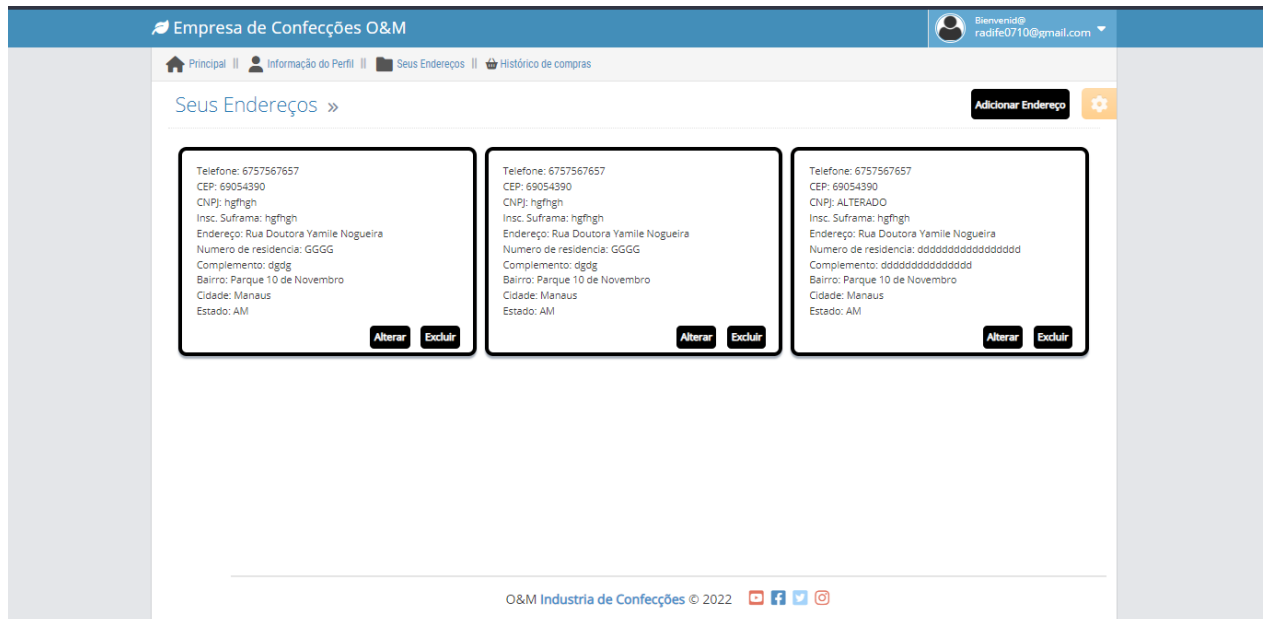 Empresa de Confecções O&M
Bienvenid@
radife0710@gmail.com
Principal || Informação do Perfil || Seus Endereços || Histórico de compras
Seus Endereços »
Adicionar Endereço
Telefone: 6757567657
CEP: 69054390
CNPJ: hgfhgh
Insc. Suframa: hgfhgh
Endereço: Rua Doutora Yamile Nogueira
Numero de residencia: GGGG
Complemento: dgdg
Bairro: Parque 10 de Novembro
Cidade: Manaus
Estado: AM
Alterar Excluir
Telefone: 6757567657
CEP: 69054390
CNPJ: hgfhgh
Insc. Suframa: hgfhgh
Endereço: Rua Doutora Yamile Nogueira
Numero de residencia: GGGG
Complemento: dgdg
Bairro: Parque 10 de Novembro
Cidade: Manaus
Estado: AM
Alterar Excluir
Telefone: 6757567657
CEP: 69054390
CNPJ: ALTERADO
Insc. Suframa: hgfhgh
Endereço: Rua Doutora Yamile Nogueira
Numero de residencia: dddddddddddddddddd
Complemento: ddddddddddddddd
Bairro: Parque 10 de Novembro
Cidade: Manaus
Estado: AM
Alterar Excluir
O&M Industria de Confecções © 2022